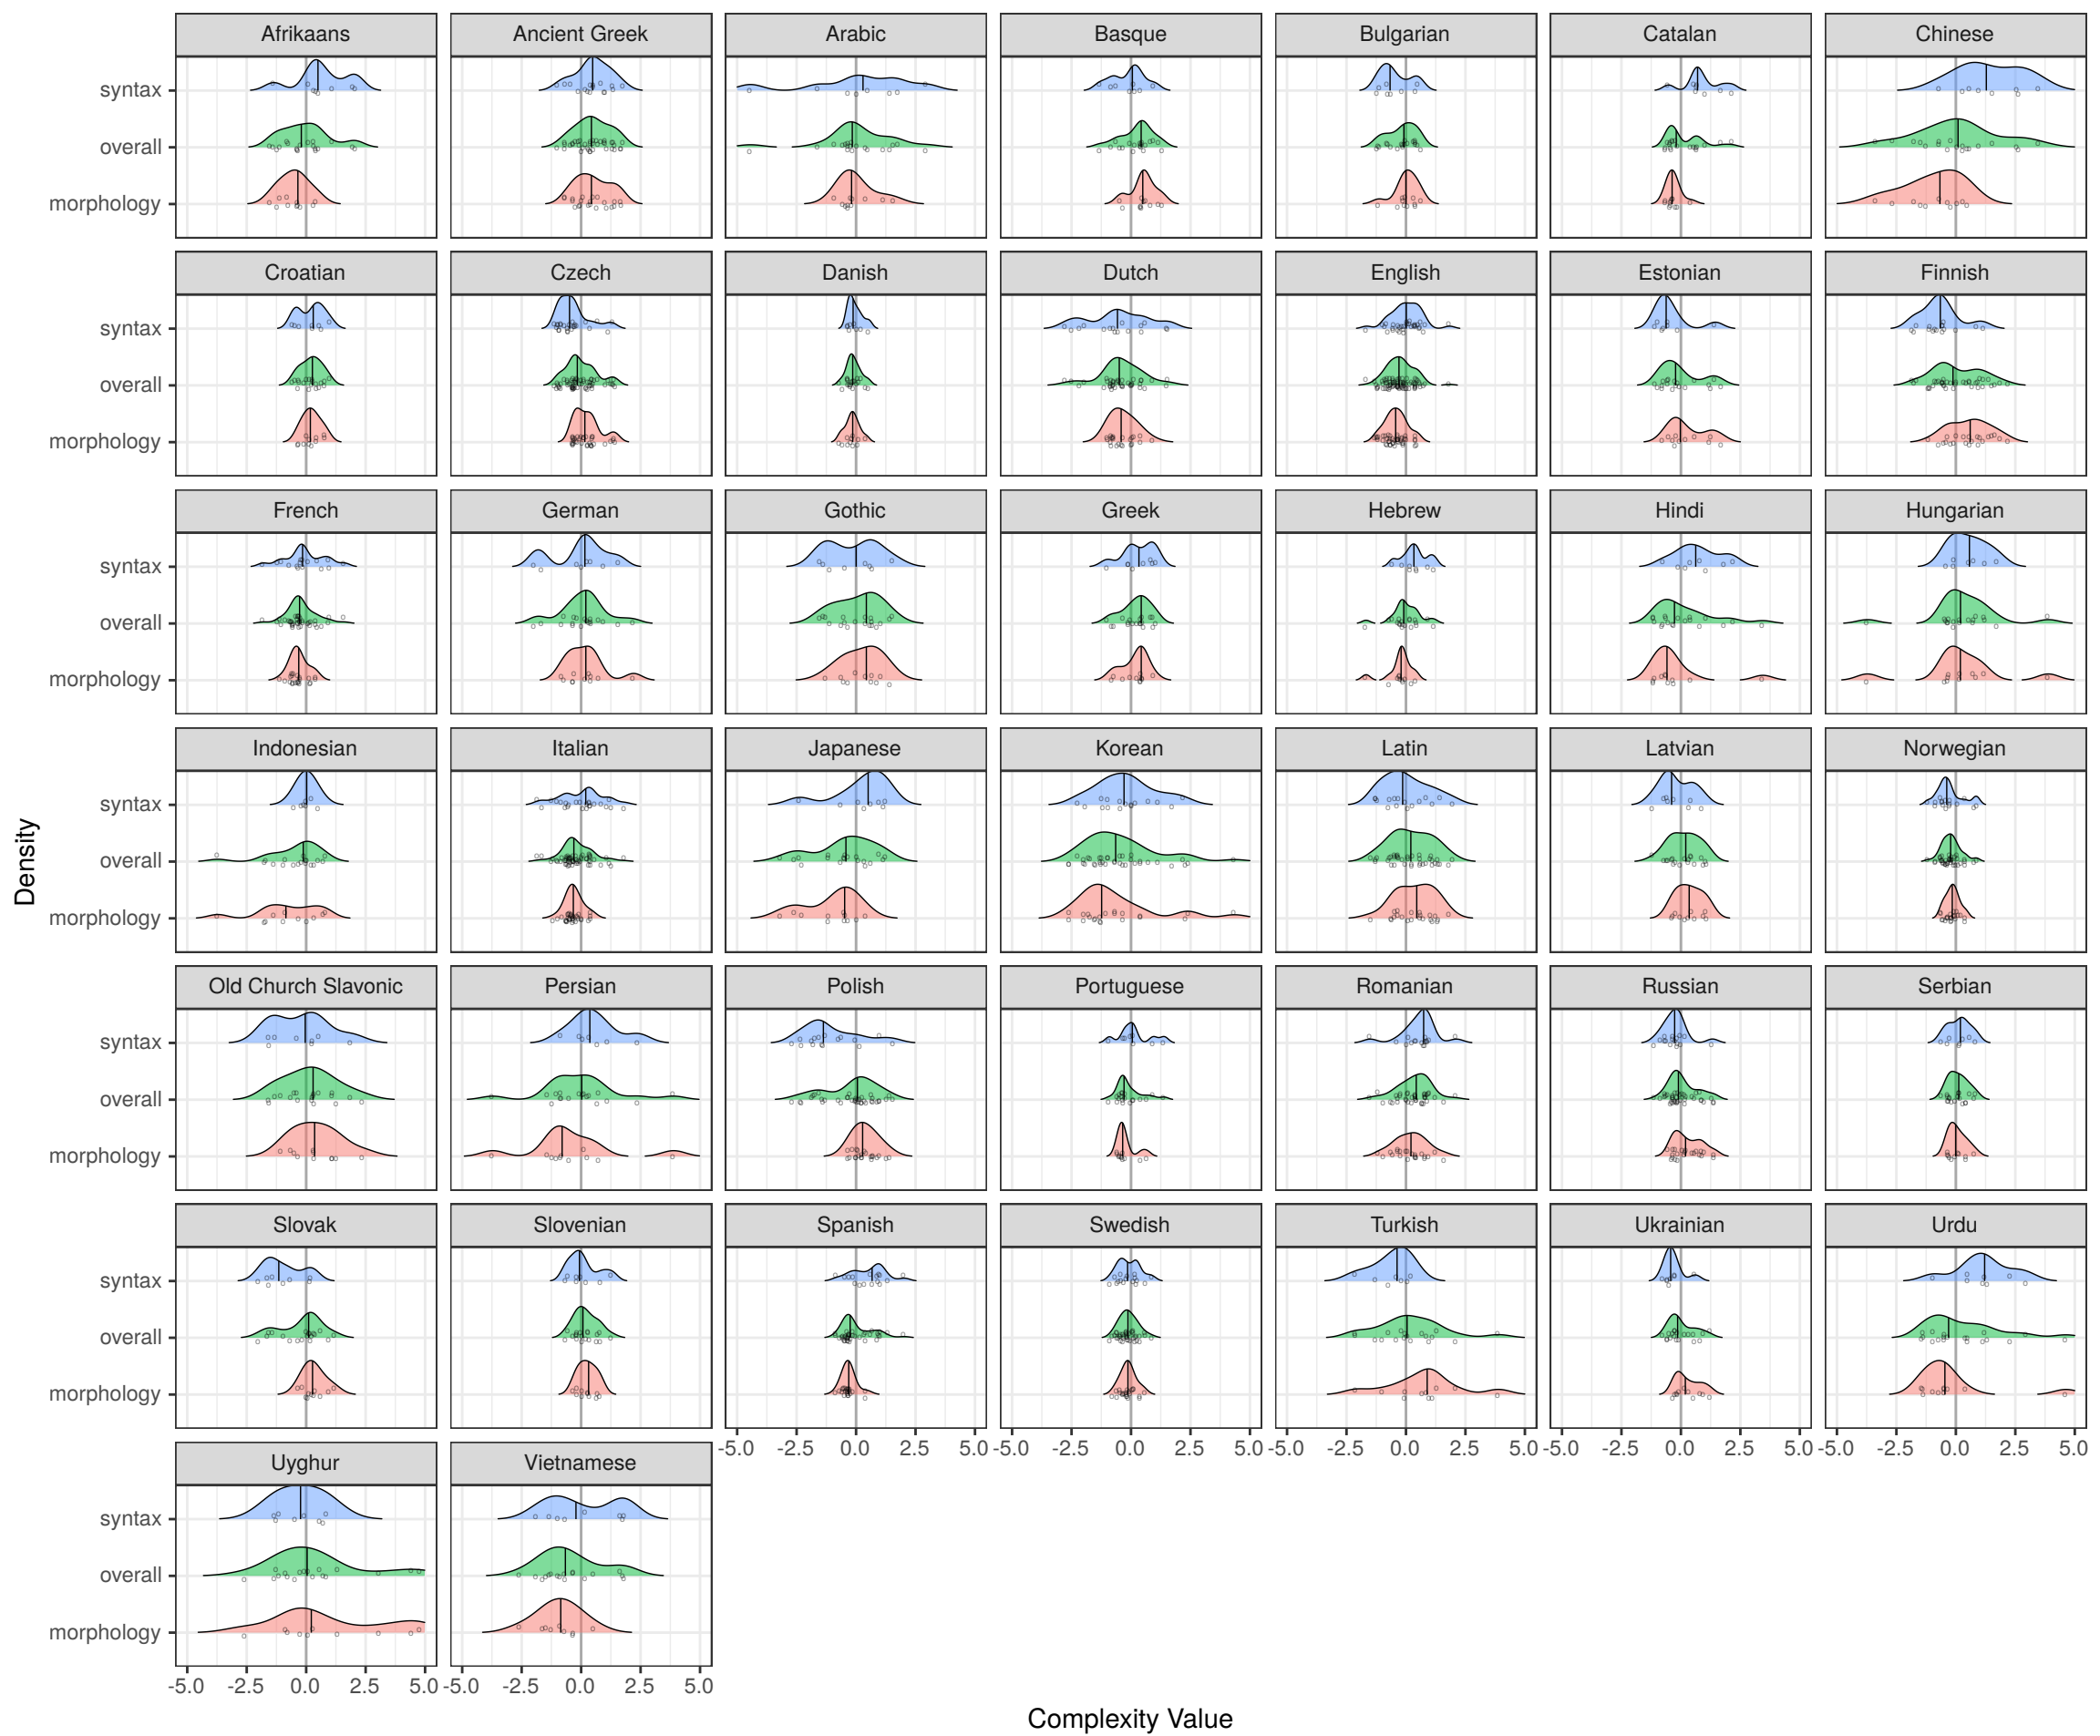 Afrikaans Ancient Greek Arabic Basque Bulgarian Catalan Chinese
syntax
overall
morphology
Croatian Czech Danish Dutch English Estonian Finnish
syntax
overall
morphology
French German Gothic Greek Hebrew Hindi Hungarian
syntax
overall
morphology
Indonesian Italian Japanese Korean Latin Latvian Norwegian
syntax
overall
morphology
Density
Old Church Slavonic Persian Polish Portuguese Romanian Russian Serbian
syntax
overall
morphology
Slovak Slovenian Spanish Swedish Turkish Ukrainian Urdu
syntax
overall
morphology
-5.0 -2.5 0.0 2.5 5.0 -5.0 -2.5 0.0 2.5 5.0 -5.0 -2.5 0.0 2.5 5.0 -5.0 -2.5 0.0 2.5 5.0 -5.0 -2.5 0.0 2.5 5.0
Uyghur Vietnamese
syntax
overall
morphology
-5.0 -2.5 0.0 2.5 5.0 -5.0 -2.5 0.0 2.5 5.0
Complexity Value